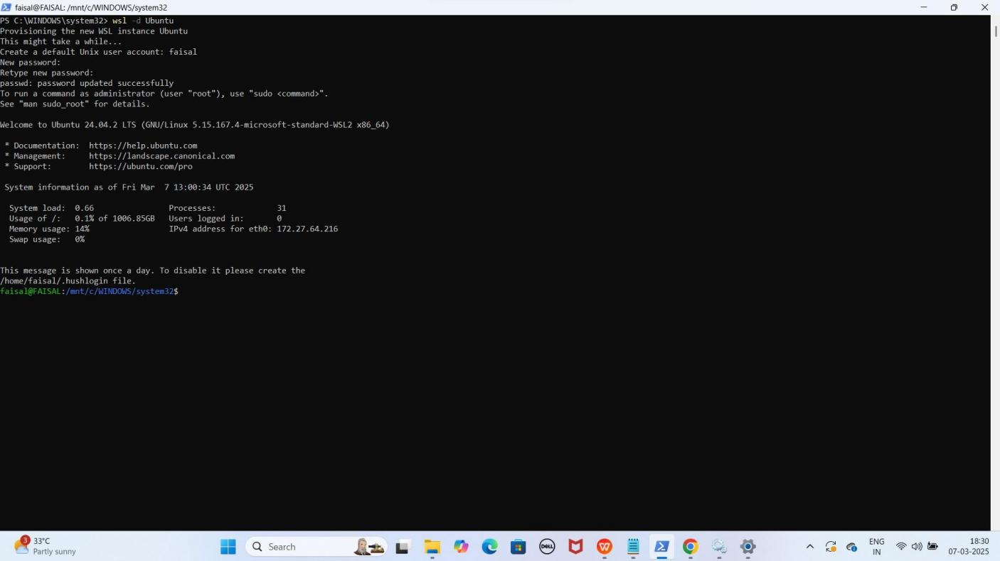 faisal@FAISAL: /mnt/c/WINDOWS/system32
PS C:\WINDOWS\system32> wsl -d Ubuntu
Provisioning the new WSL instance Ubuntu
This might take a while...
Create a default Unix user account: faisal
New password:
Retype new password:
passwd: password updated successfully
To run a command as administrator (user "root"), use "sudo <command>".
See "man sudo_root" for details.
Welcome to Ubuntu 24.04.2 LTS (GNU/Linux 5.15.167.4-microsoft-standard-WSL2 x86_64)
* Documentation:  https://help.ubuntu.com
* Management:     https://landscape.canonical.com
* Support:        https://ubuntu.com/pro
System information as of Fri Mar  7 13:00:34 UTC 2025
System load:  0.66                Processes:             31
Usage of /:   0.1% of 1006.85GB   Users logged in:       0
Memory usage: 14%                 IPv4 address for eth0: 172.27.64.216
Swap usage:   0%
This message is shown once a day. To disable it please create the
/home/faisal/.hushlogin file.
faisal@FAISAL:/mnt/c/WINDOWS/system32$
3
33°C
Partly sunny
Search
DELL
ENG
IN
18:30
07-03-2025